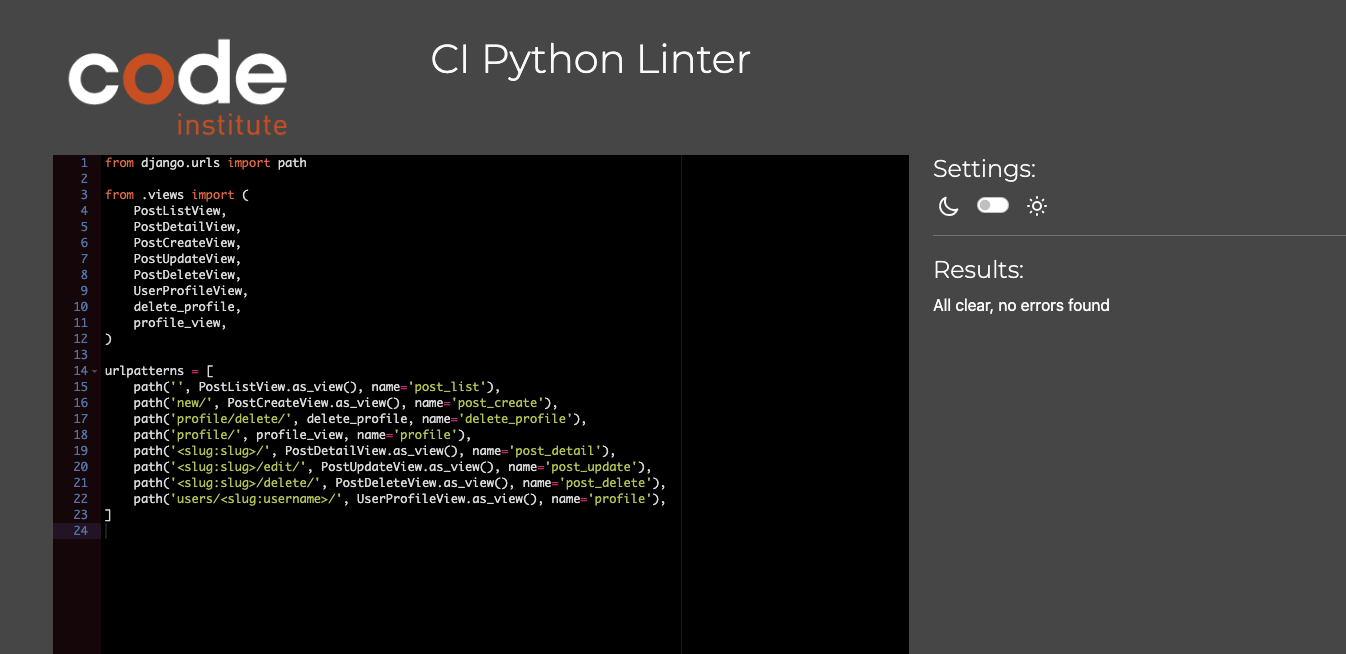 code
institute
CI Python Linter
1 from django.urls import path
2
3 from .views import (
4     PostListView,
5     PostDetailView,
6     PostCreateView,
7     PostUpdateView,
8     PostDeleteView,
9     UserProfileView,
10     delete_profile,
11     profile_view,
12 )
13
14 urlpatterns = [
15     path('', PostListView.as_view(), name='post_list'),
16     path('new/', PostCreateView.as_view(), name='post_create'),
17     path('profile/delete/', delete_profile, name='delete_profile'),
18     path('profile/', profile_view, name='profile'),
19     path('<slug:slug>/', PostDetailView.as_view(), name='post_detail'),
20     path('<slug:slug>/edit/', PostUpdateView.as_view(), name='post_update'),
21     path('<slug:slug>/delete/', PostDeleteView.as_view(), name='post_delete'),
22     path('users/<slug:username>/', UserProfileView.as_view(), name='profile'),
23 ]
24
Settings:
Results:
All clear, no errors found